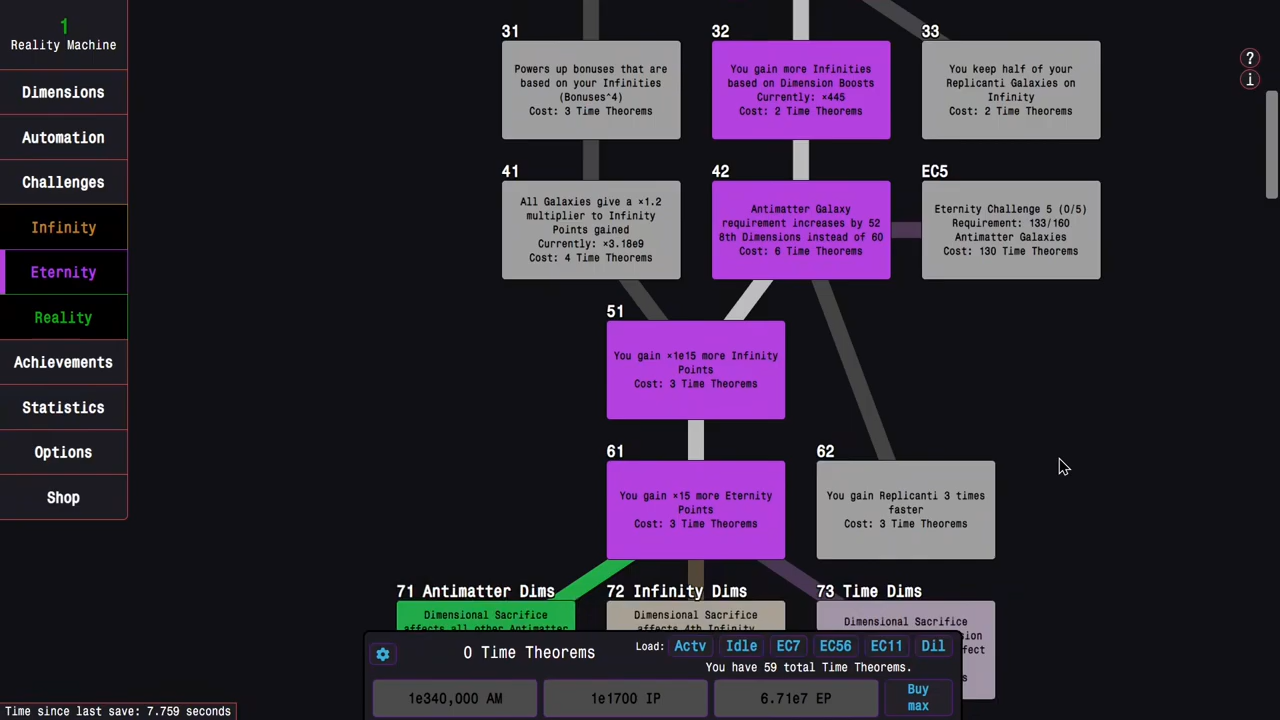 1
Reality Machine
Dimensions
Automation
Challenges
Infinity
Eternity
Reality
Achievements
Statistics
Options
Shop
31
Powers up bonuses that are
based on your Infinities
(Bonuses^4)
Cost: 3 Time Theorems
32
You gain more Infinities
based on Dimension Boosts
Currently: ×445
Cost: 2 Time Theorems
33
You keep half of your
Replicanti Galaxies on
Infinity
Cost: 2 Time Theorems
?
i
41
All Galaxies give a ×1.2
multiplier to Infinity
Points gained
Currently: ×3.18e9
Cost: 4 Time Theorems
42
Antimatter Galaxy
requirement increases by 52
8th Dimensions instead of 60
Cost: 6 Time Theorems
EC5
Eternity Challenge 5 (0/5)
Requirement: 133/160
Antimatter Galaxies
Cost: 130 Time Theorems
51
You gain ×1e15 more Infinity
Points
Cost: 3 Time Theorems
61
You gain ×15 more Eternity
Points
Cost: 3 Time Theorems
62
You gain Replicanti 3 times
faster
Cost: 3 Time Theorems
71 Antimatter Dims
Dimensional Sacrifice
affects all other Antimatter
72 Infinity Dims
Dimensional Sacrifice
affects 4th Infinity
73 Time Dims
Dimensional Sacrifice
0 Time Theorems
Load: Actv Idle EC7 EC56 EC11 Dil
You have 59 total Time Theorems.
1e340,000 AM
1e1700 IP
6.71e7 EP
Buy
max
Time since last save: 7.759 seconds